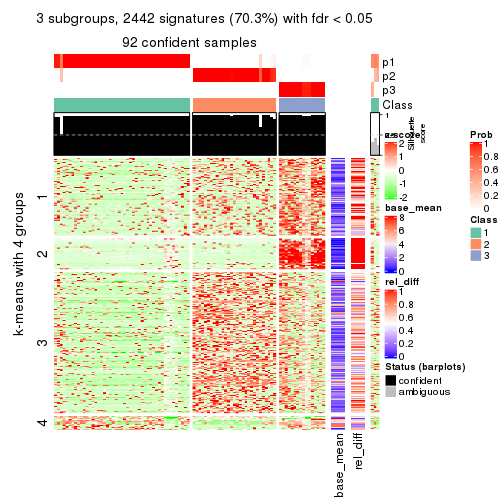 3 subgroups, 2442 signatures (70.3%) with fdr < 0.05
92 confident samples
p1
p2
p3
Class
1
Silhouette
score
k-means with 4 groups
1
2
3
4
base_mean
rel_diff
z-score
2
1
0
-2
base_mean
8
6
4
2
0
rel_diff
1
0.8
0.6
0.4
0.2
0
Status (barplots)
confident
ambiguous
Prob
1
0.8
0.6
0.4
0.2
0
Class
1
2
3